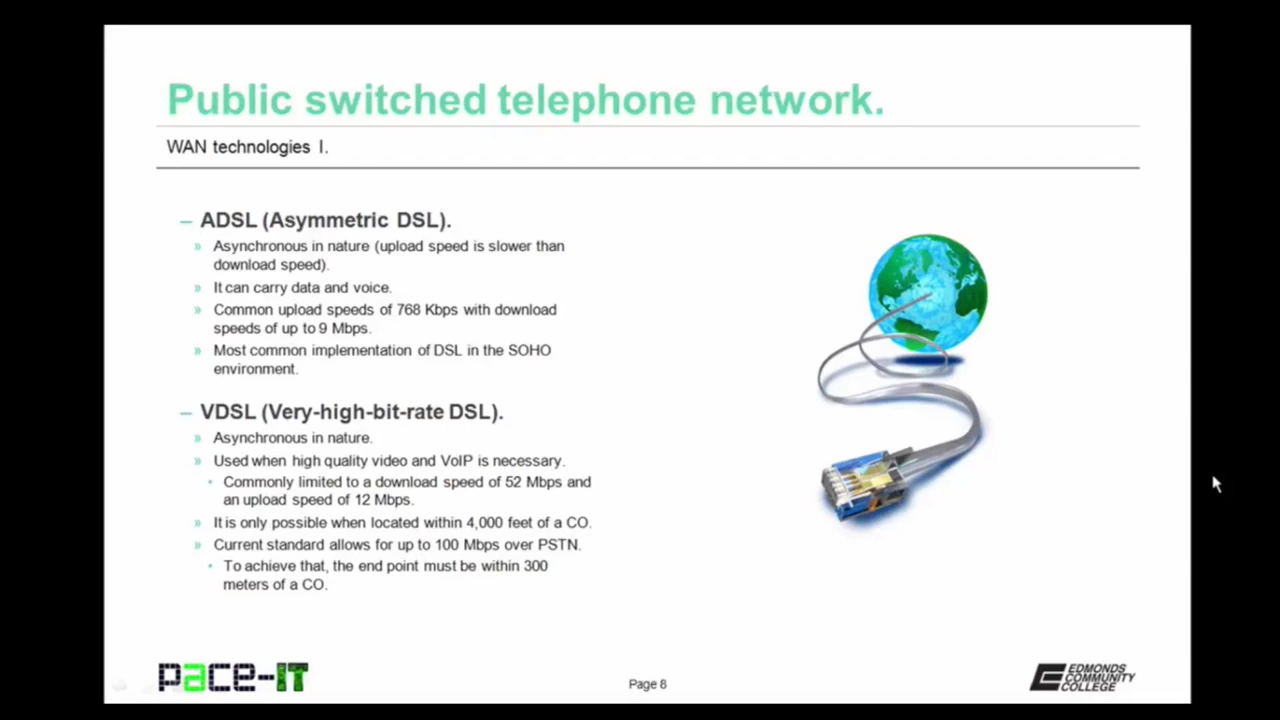 Public switched telephone network.
WAN technologies I.
– ADSL (Asymmetric DSL).
» Asynchronous in nature (upload speed is slower than
download speed).
» It can carry data and voice.
» Common upload speeds of 768 Kbps with download
speeds of up to 9 Mbps.
» Most common implementation of DSL in the SOHO
environment.
– VDSL (Very-high-bit-rate DSL).
» Asynchronous in nature.
» Used when high quality video and VoIP is necessary.
• Commonly limited to a download speed of 52 Mbps and
an upload speed of 12 Mbps.
» It is only possible when located within 4,000 feet of a CO.
» Current standard allows for up to 100 Mbps over PSTN.
• To achieve that, the end point must be within 300
meters of a CO.
pace-IT
Page 8
EDMONDS
COMMUNITY
COLLEGE